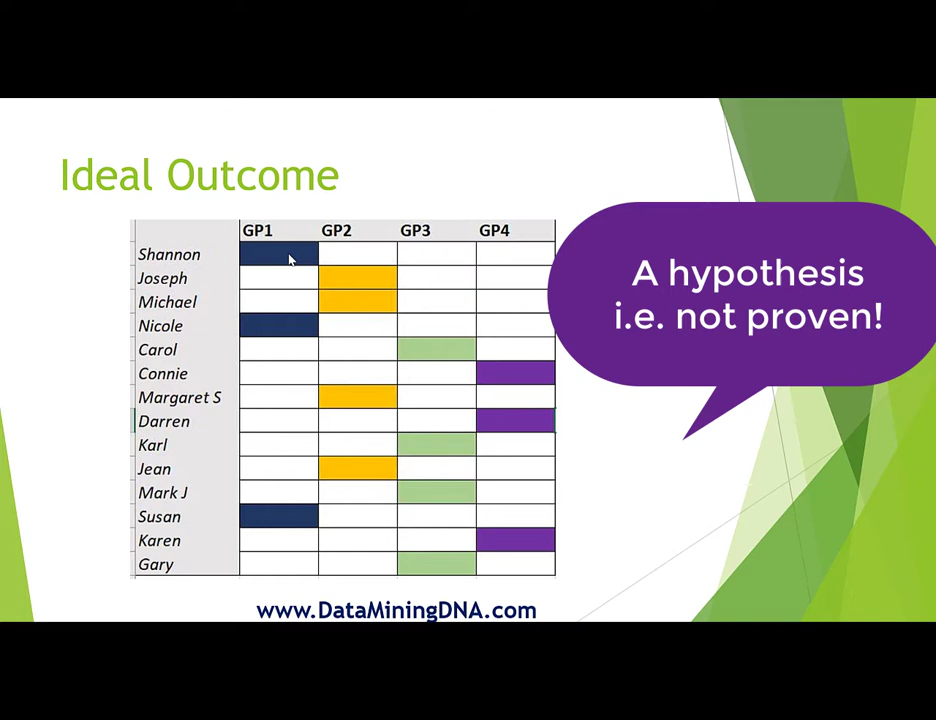 Ideal Outcome
GP1 GP2 GP3 GP4
Shannon
Joseph
Michael
Nicole
Carol
Connie
Margaret S
Darren
Karl
Jean
Mark J
Susan
Karen
Gary
A hypothesis
i.e. not proven!
www.DataMiningDNA.com